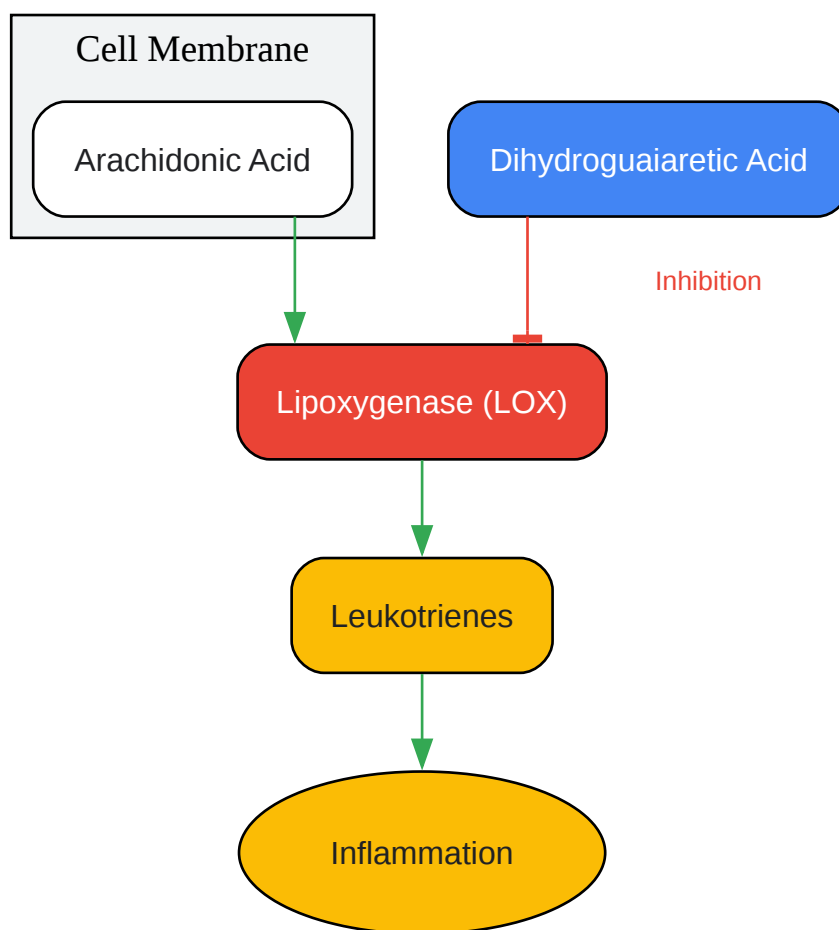 Cell Membrane
Arachidonic Acid
Dihydroguaiaretic Acid
Inhibition
Lipoxygenase (LOX)
Leukotrienes
Inflammation